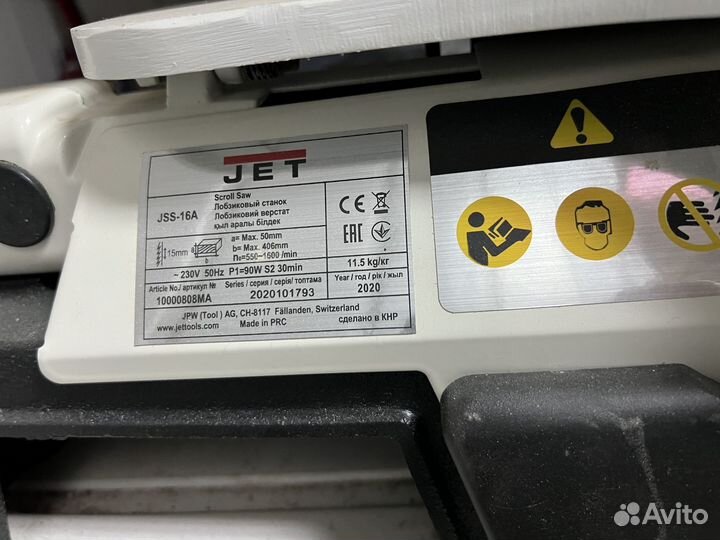 JET
Scroll Saw
JSS-16A
Лобзиковый станок
Лобзиковий верстат
қыл аралы білдек
CE
EAC
15mm
a
b
a= Max. 50mm
b= Max. 406mm
n₀=550~1600 /min
11.5 kg/кг
~ 230V 50Hz P1=90W S2 30min
Year / год / рік / жыл
2020
Article No./ артикул №
10000808MA
Series / серия / серія / топтама
2020101793
JPW (Tool) AG, CH-8117 Fällanden, Switzerland
www.jettools.com Made in PRC сделано в КНР
Avito